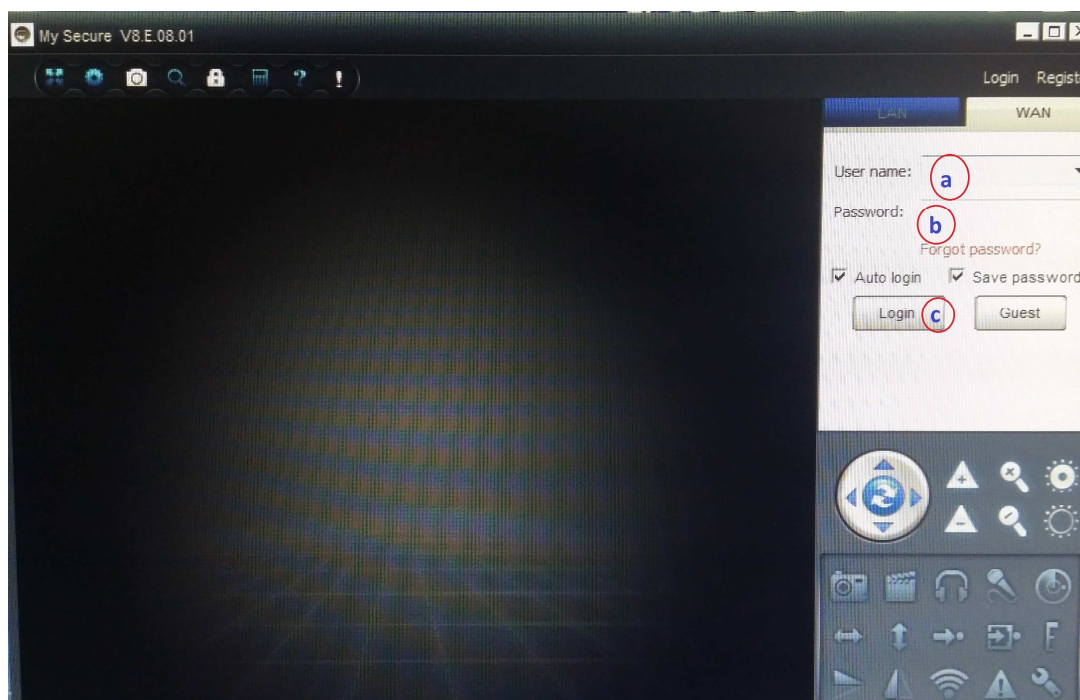 My Secure V8.E.08.01
Login Regist
LAN WAN
User name: a
Password: b
Forgot password?
Auto login Save password
Login c Guest